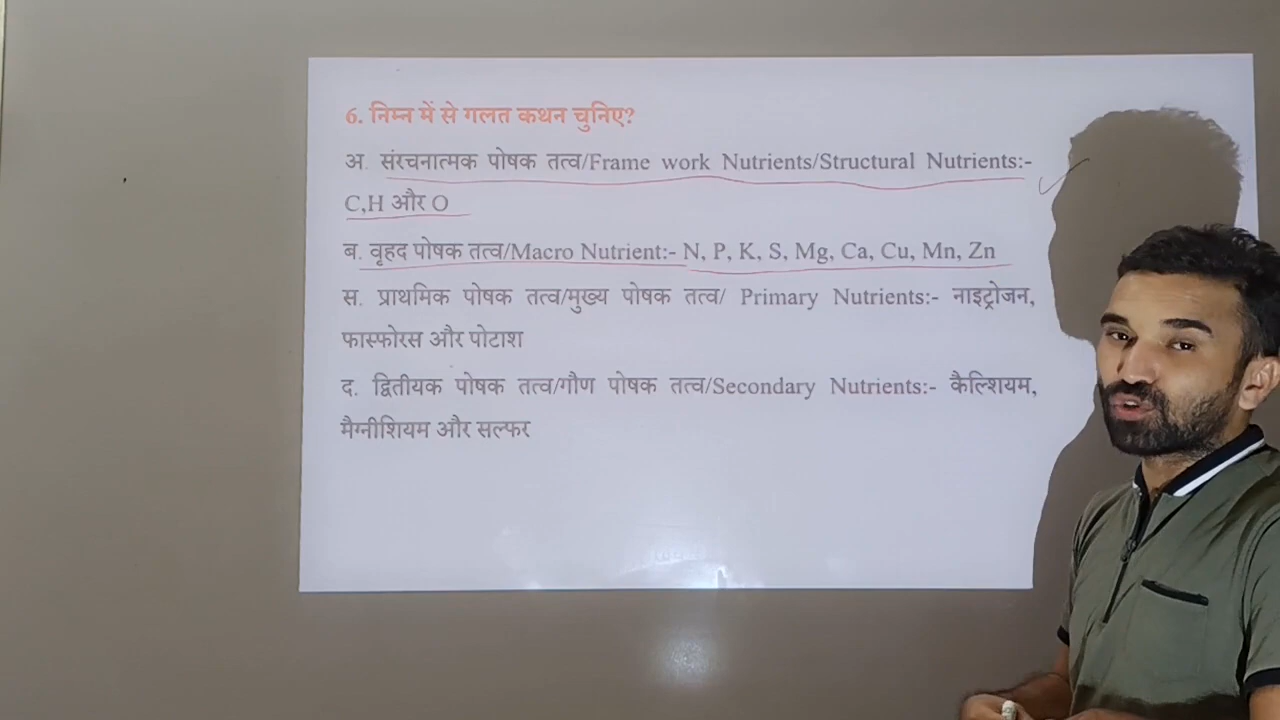 6. निम्न में से गलत कथन चुनिए?
अ. संरचनात्मक पोषक तत्व/Frame work Nutrients/Structural Nutrients:-
C,H और O
ब. वृहद पोषक तत्व/Macro Nutrient:- N, P, K, S, Mg, Ca, Cu, Mn, Zn
स. प्राथमिक पोषक तत्व/मुख्य पोषक तत्व/ Primary Nutrients:- नाइट्रोजन,
फास्फोरस और पोटाश
द. द्वितीयक पोषक तत्व/गौण पोषक तत्व/Secondary Nutrients:- कैल्शियम,
मैग्नीशियम और सल्फर